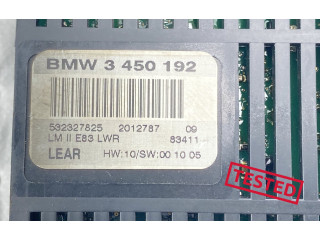 BMW 3 450 192
532327825 2012787 09
LM II E83 LWR 83411
LEAR HW:10/SW:00 10 05
TESTED